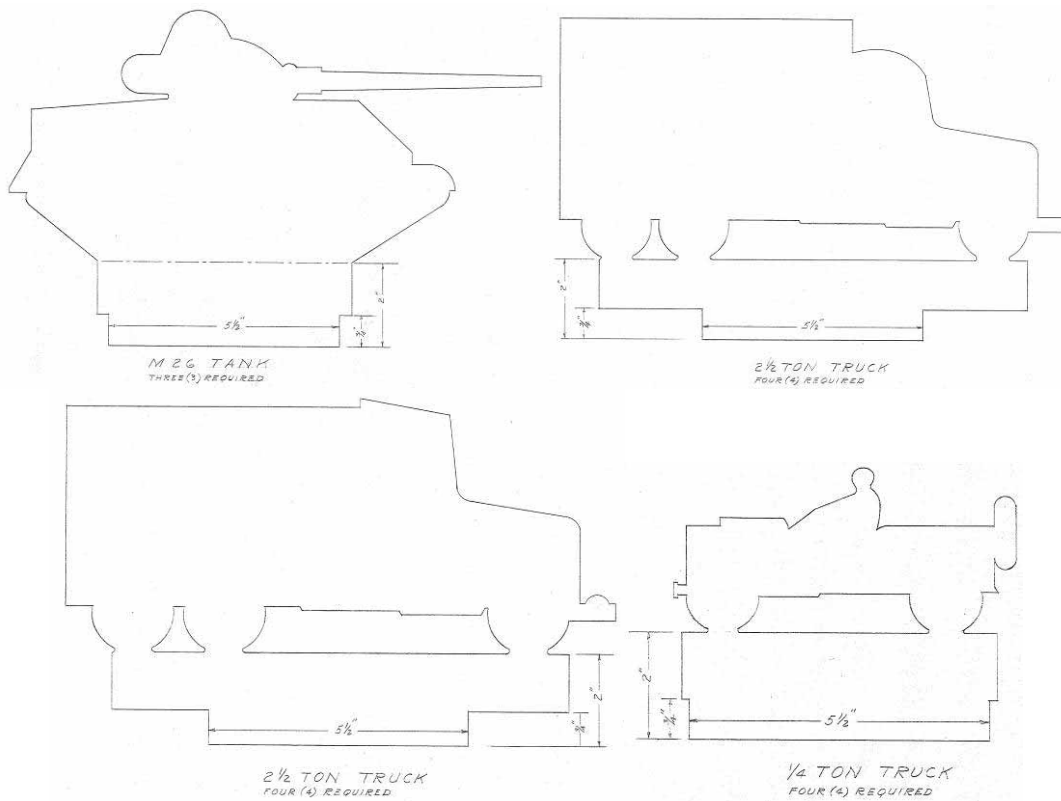 2"
3/4"
5½"
M 26 TANK
THREE (3) REQUIRED
2"
3/4"
5½"
2½ TON TRUCK
FOUR (4) REQUIRED
2"
3/4"
5½"
2½ TON TRUCK
FOUR (4) REQUIRED
2"
3/4"
5½"
¼ TON TRUCK
FOUR (4) REQUIRED